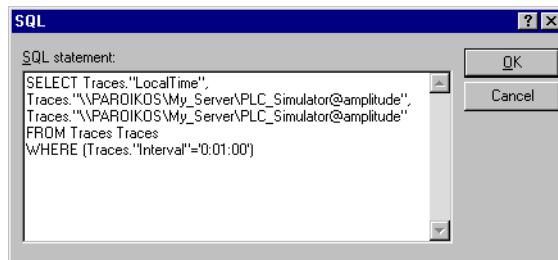 SQL
SQL statement:
SELECT Traces."LocalTime",
Traces."\\PAROIKOS\My_Server\PLC_Simulator@amplitude",
Traces."\\PAROIKOS\My_Server\PLC_Simulator@amplitude"
FROM Traces Traces
WHERE (Traces."Interval"='0:01:00')
OK
Cancel